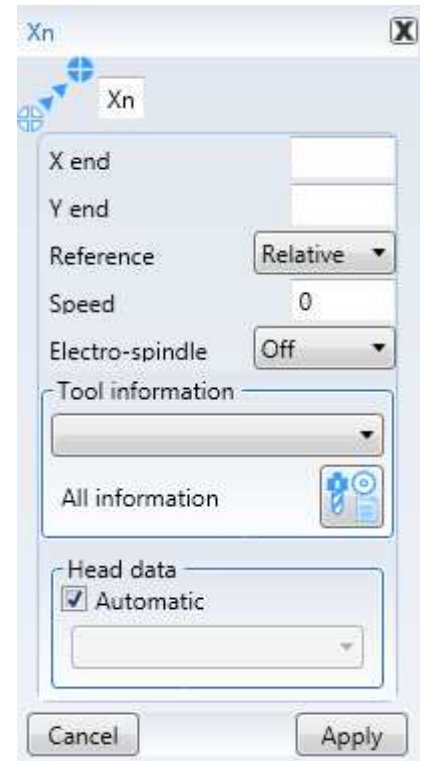 Xn
Xn
X end
Y end
Reference Relative
Speed 0
Electro-spindle Off
Tool information
All information
Head data
Automatic
Cancel Apply